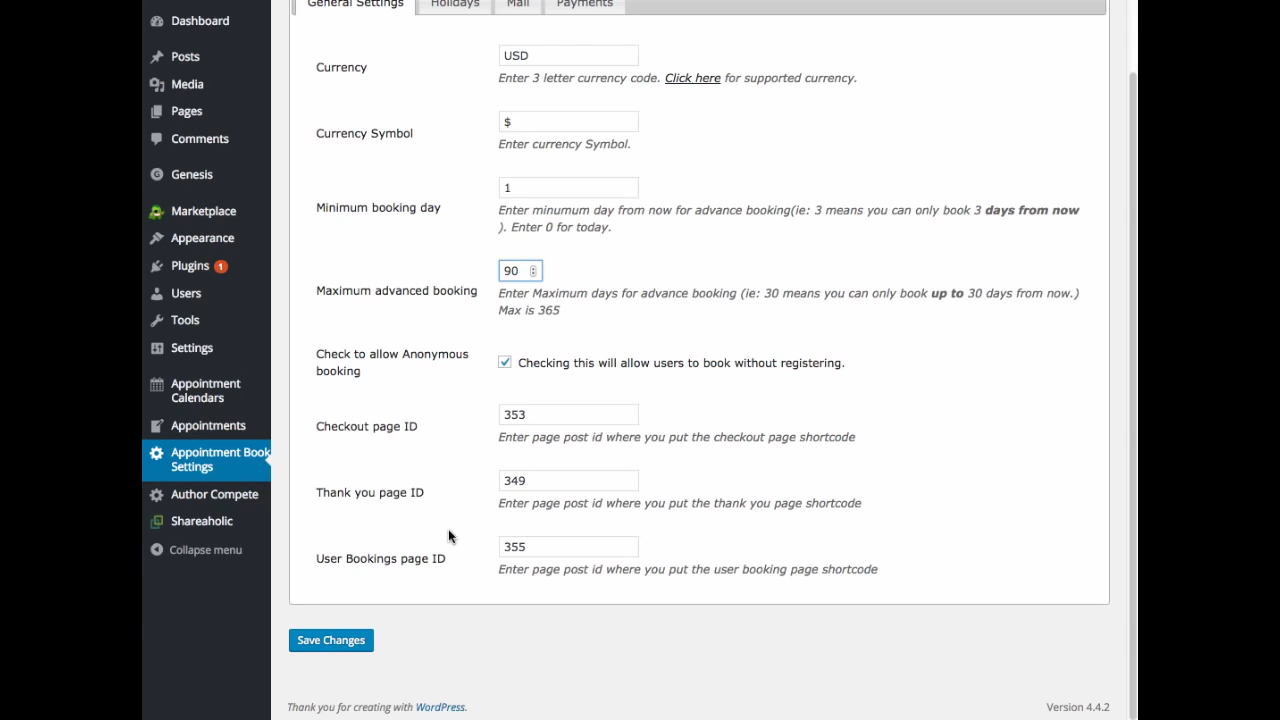 General Settings
Holidays
Mail
Payments
Dashboard
Posts
Media
Pages
Comments
Genesis
Marketplace
Appearance
Plugins 1
Users
Tools
Settings
Appointment
Calendars
Appointments
Appointment Book
Settings
Author Compete
Shareaholic
Collapse menu
Currency
USD
Enter 3 letter currency code. Click here for supported currency.
Currency Symbol
$
Enter currency Symbol.
Minimum booking day
1
Enter minumum day from now for advance booking(ie: 3 means you can only book 3 days from now
). Enter 0 for today.
Maximum advanced booking
90
Enter Maximum days for advance booking (ie: 30 means you can only book up to 30 days from now.)
Max is 365
Check to allow Anonymous
booking
Checking this will allow users to book without registering.
Checkout page ID
353
Enter page post id where you put the checkout page shortcode
Thank you page ID
349
Enter page post id where you put the thank you page shortcode
User Bookings page ID
355
Enter page post id where you put the user booking page shortcode
Save Changes
Thank you for creating with WordPress.
Version 4.4.2